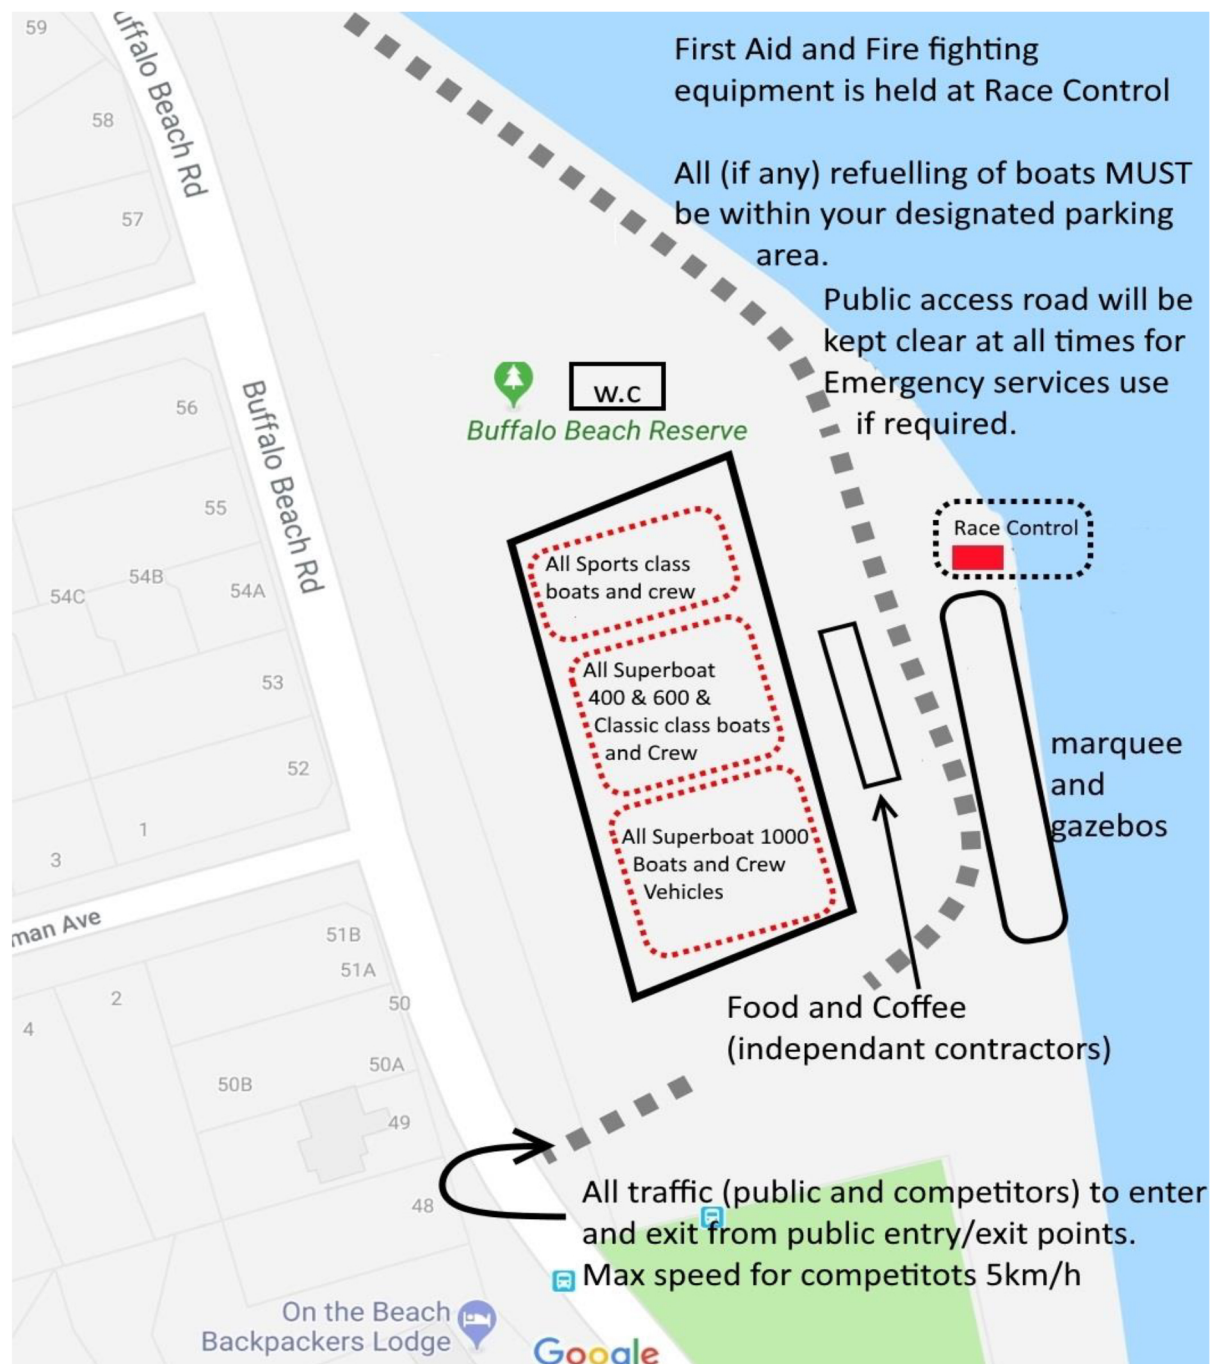 59
uffalo Beach Rd
First Aid and Fire fighting
equipment is held at Race Control
58
All (if any) refuelling of boats MUST
be within your designated parking
area.
57
Public access road will be
kept clear at all times for
Emergency services use
if required.
w.c
Buffalo Beach Reserve
56
Buffalo Beach Rd
55
Race Control
All Sports class
boats and crew
54C
54B
54A
All Superboat
400 & 600 &
Classic class boats
and Crew
53
52
marquee
and
gazebos
1
3
All Superboat 1000
Boats and Crew
Vehicles
man Ave
51B
51A
50
2
4
Food and Coffee
(independant contractors)
50A
50B
49
48
All traffic (public and competitors) to enter
and exit from public entry/exit points.
Max speed for competitots 5km/h
On the Beach
Backpackers Lodge
Google